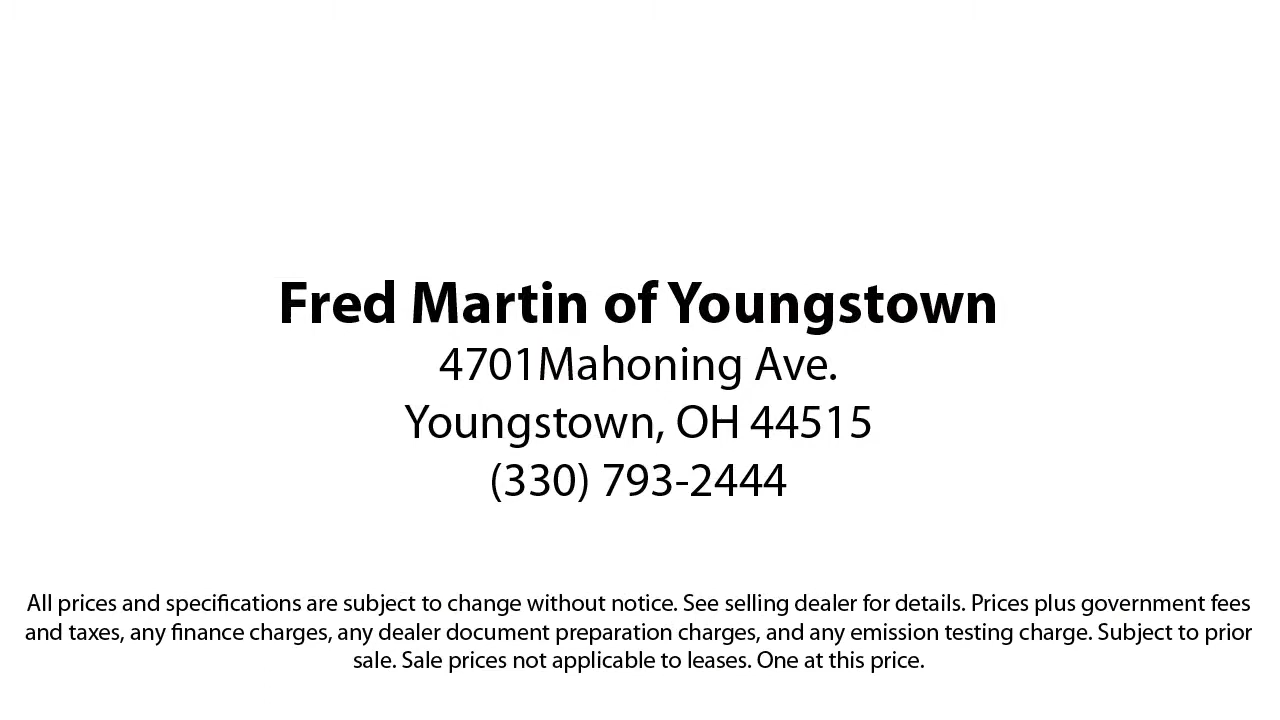 Fred Martin of Youngstown
4701Mahoning Ave.
Youngstown, OH 44515
(330) 793-2444
All prices and specifications are subject to change without notice. See selling dealer for details. Prices plus government fees
and taxes, any finance charges, any dealer document preparation charges, and any emission testing charge. Subject to prior
sale. Sale prices not applicable to leases. One at this price.